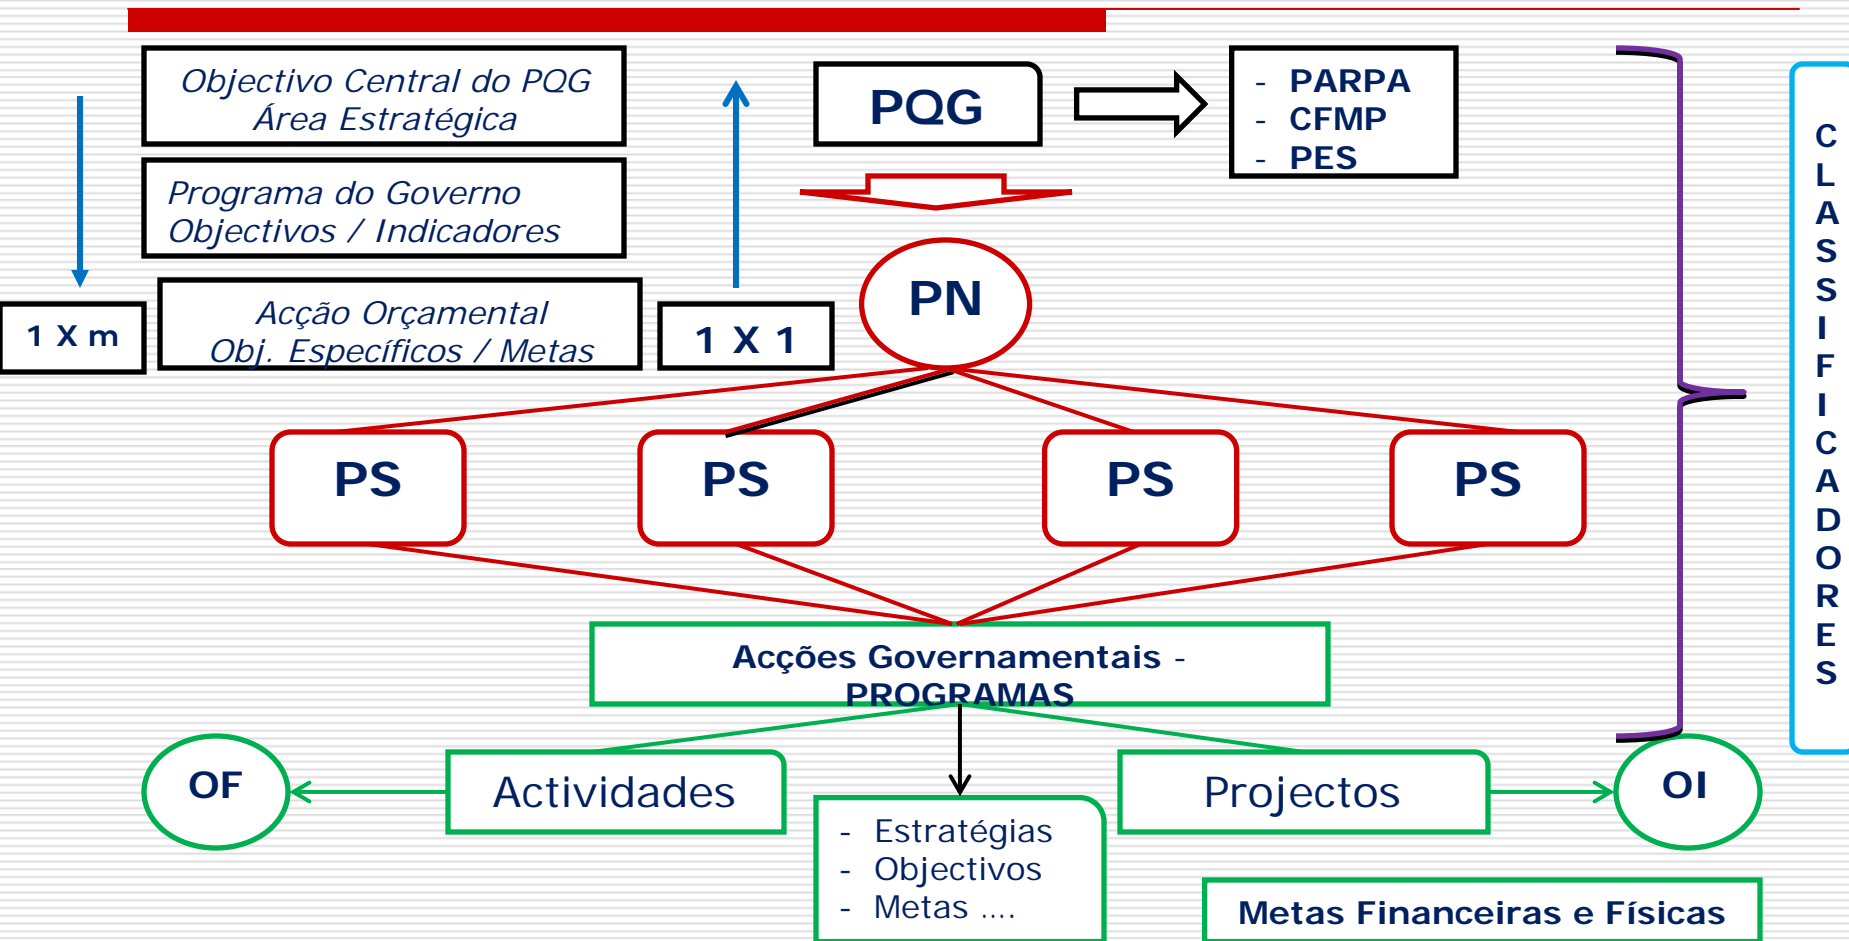 Objectivo Central do PQG
Área Estratégica
Programa do Governo
Objectivos / Indicadores
Acção Orçamental
Obj. Específicos / Metas
1 X m
1 X 1
PQG
- PARPA
- CFMP
- PES
PN
PS
PS
PS
PS
Acções Governamentais -
PROGRAMAS
OF
Actividades
- Estratégias
- Objectivos
- Metas ....
Projectos
OI
Metas Financeiras e Físicas
C
L
A
S
S
I
F
I
C
A
D
O
R
E
S